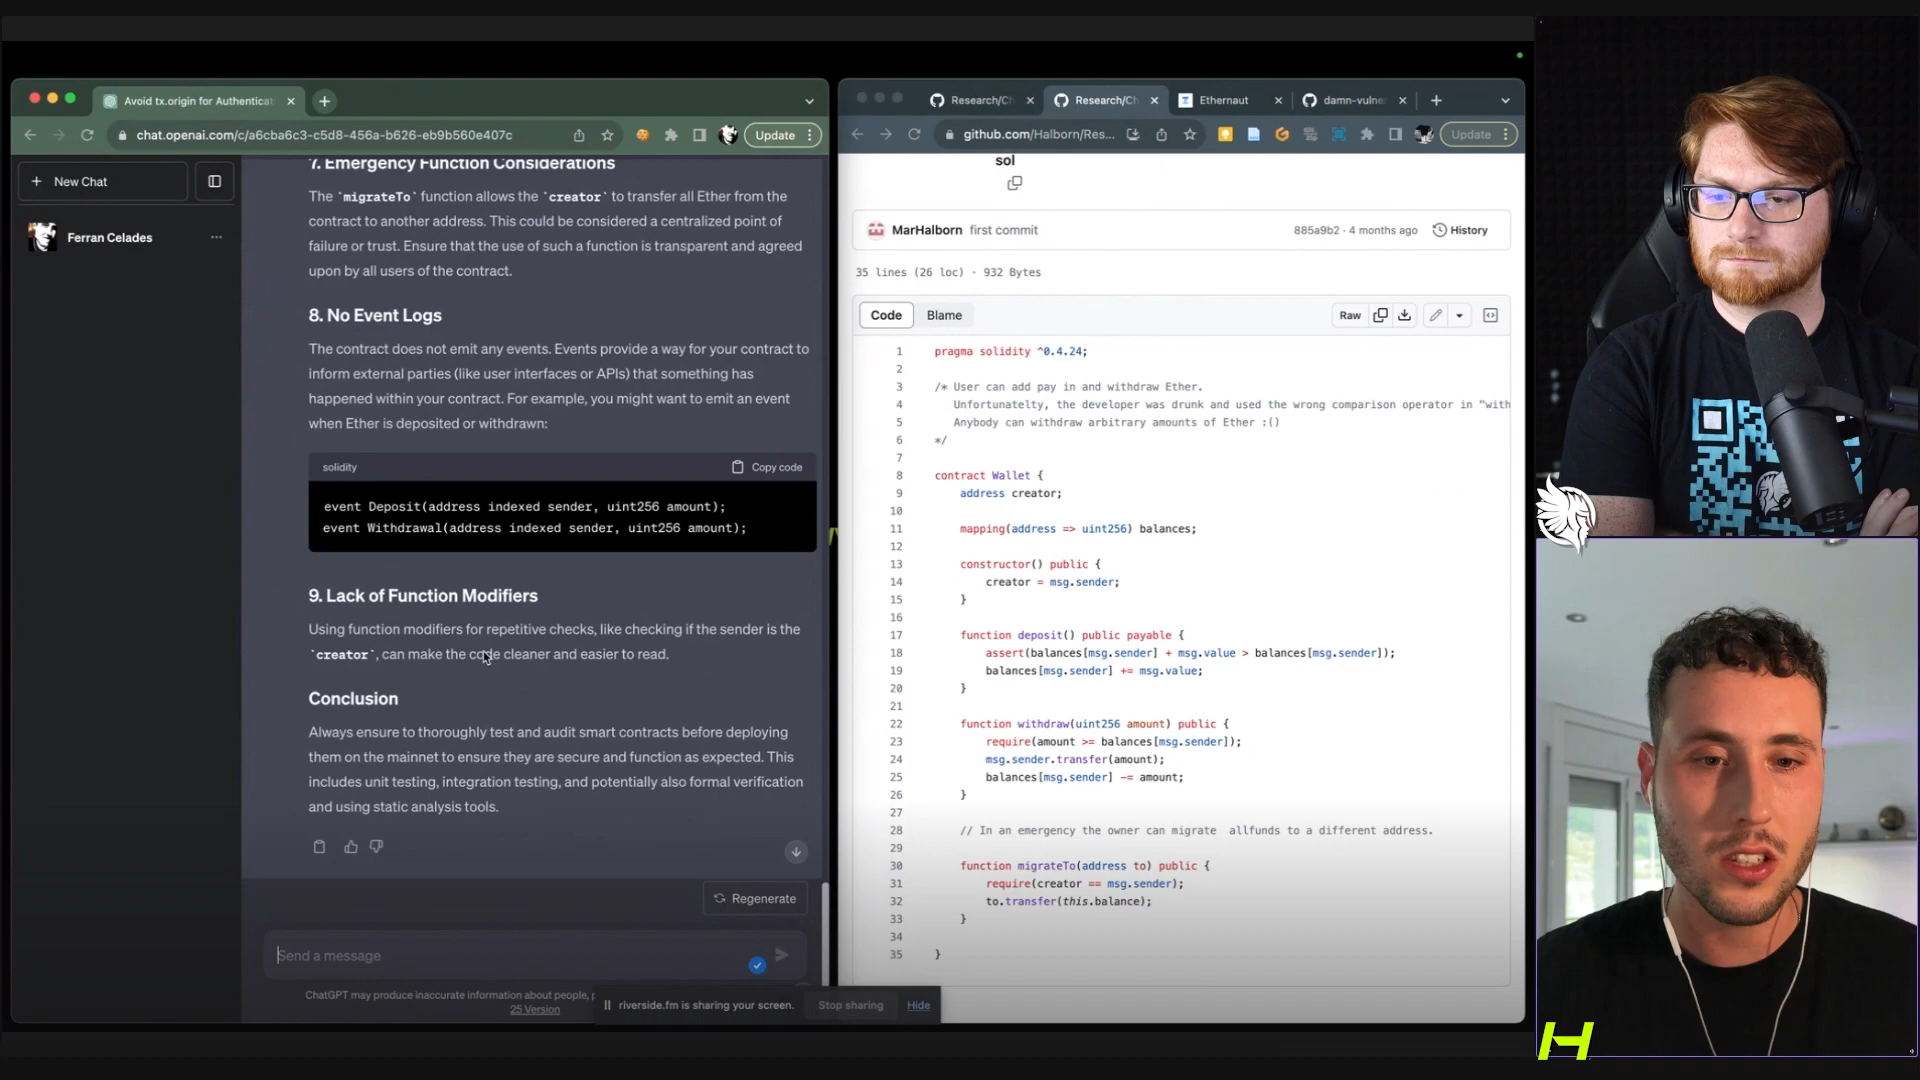 Avoid tx.origin for Authenticat
chat.openai.com/c/a6cba6c3-c5d8-456a-b626-eb9b560e407c
Update
New Chat
Ferran Celades
7. Emergency Function Considerations
The `migrateTo` function allows the `creator` to transfer all Ether from the
contract to another address. This could be considered a centralized point of
failure or trust. Ensure that the use of such a function is transparent and agreed
upon by all users of the contract.
8. No Event Logs
The contract does not emit any events. Events provide a way for your contract to
inform external parties (like user interfaces or APIs) that something has
happened within your contract. For example, you might want to emit an event
when Ether is deposited or withdrawn:
solidity
Copy code
event Deposit(address indexed sender, uint256 amount);
event Withdrawal(address indexed sender, uint256 amount);
9. Lack of Function Modifiers
Using function modifiers for repetitive checks, like checking if the sender is the
`creator`, can make the code cleaner and easier to read.
Conclusion
Always ensure to thoroughly test and audit smart contracts before deploying
them on the mainnet to ensure they are secure and function as expected. This
includes unit testing, integration testing, and potentially also formal verification
and using static analysis tools.
Regenerate
Send a message
ChatGPT may produce inaccurate information about people, p
25 Version
riverside.fm is sharing your screen.
Stop sharing
Hide
Research/Ch
Research/Ch
Ethernaut
damn-vulne
github.com/Halborn/Res...
Update
sol
MarHalborn first commit
885a9b2 · 4 months ago
History
35 lines (26 loc) · 932 Bytes
Code
Blame
Raw
1 pragma solidity ^0.4.24;
2
3 /* User can add pay in and withdraw Ether.
4 Unfortunatelty, the developer was drunk and used the wrong comparison operator in "with
5 Anybody can withdraw arbitrary amounts of Ether :()
6 */
7
8 contract Wallet {
9 address creator;
10
11 mapping(address => uint256) balances;
12
13 constructor() public {
14 creator = msg.sender;
15 }
16
17 function deposit() public payable {
18 assert(balances[msg.sender] + msg.value > balances[msg.sender]);
19 balances[msg.sender] += msg.value;
20 }
21
22 function withdraw(uint256 amount) public {
23 require(amount >= balances[msg.sender]);
24 msg.sender.transfer(amount);
25 balances[msg.sender] -= amount;
26 }
27
28 // In an emergency the owner can migrate  allfunds to a different address.
29
30 function migrateTo(address to) public {
31 require(creator == msg.sender);
32 to.transfer(this.balance);
33 }
34
35 }
H